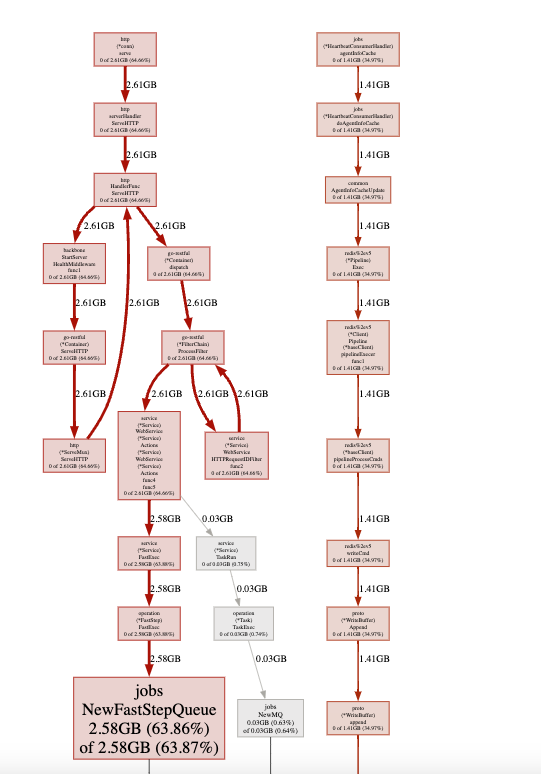 http
(*conn)
serve
0 of 2.61GB (64.66%)
2.61GB
http
serverHandler
ServeHTTP
0 of 2.61GB (64.66%)
2.61GB
http
HandlerFunc
ServeHTTP
0 of 2.61GB (64.66%)
2.61GB
2.61GB
backbone
StartServer
HealthMiddleware
func1
0 of 2.61GB (64.66%)
go-restful
(*Container)
dispatch
0 of 2.61GB (64.66%)
2.61GB
2.61GB
2.61GB
go-restful
(*Container)
ServeHTTP
0 of 2.61GB (64.66%)
go-restful
(*FilterChain)
ProcessFilter
0 of 2.61GB (64.66%)
2.61GB
2.61GB
2.61GB
2.61GB
http
(*ServeMux)
ServeHTTP
0 of 2.61GB (64.66%)
service
(*Service)
WebService
(*Service)
Actions
(*Service)
WebService
(*Service)
Actions
func4
func5
0 of 2.61GB (64.66%)
service
(*Service)
WebService
HTTPRequestIDFilter
func2
0 of 2.61GB (64.66%)
2.58GB
0.03GB
service
(*Service)
FastExec
0 of 2.58GB (63.88%)
service
(*Service)
TaskRun
0 of 0.03GB (0.75%)
2.58GB
0.03GB
operation
(*FastStep)
FastExec
0 of 2.58GB (63.88%)
operation
(*Task)
TaskExec
0 of 0.03GB (0.74%)
2.58GB
0.03GB
jobs
NewFastStepQueue
2.58GB (63.86%)
of 2.58GB (63.87%)
jobs
NewMQ
0.03GB (0.63%)
of 0.03GB (0.64%)
jobs
(*HeartbeatConsumerHandler)
agentInfoCache
0 of 1.41GB (34.97%)
1.41GB
jobs
(*HeartbeatConsumerHandler)
doAgentInfoCache
0 of 1.41GB (34.97%)
1.41GB
common
AgentInfoCacheUpdate
0 of 1.41GB (34.97%)
1.41GB
redis%2ev5
(*Pipeline)
Exec
0 of 1.41GB (34.97%)
1.41GB
redis%2ev5
(*Client)
Pipeline
(*baseClient)
pipelineExecer
func1
0 of 1.41GB (34.97%)
1.41GB
redis%2ev5
(*baseClient)
pipelineProcessCmds
0 of 1.41GB (34.97%)
1.41GB
redis%2ev5
writeCmd
0 of 1.41GB (34.97%)
1.41GB
proto
(*WriteBuffer)
Append
0 of 1.41GB (34.97%)
1.41GB
proto
(*WriteBuffer)
append
0 of 1.41GB (34.97%)